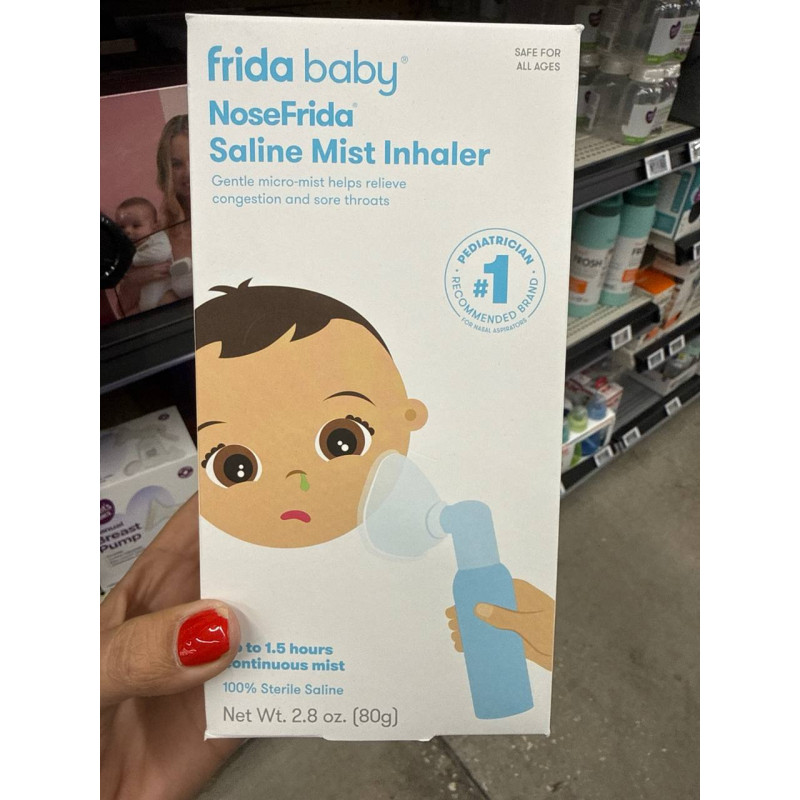 frida baby®
SAFE FOR
ALL AGES
NoseFrida®
Saline Mist Inhaler
Gentle micro-mist helps relieve
congestion and sore throats
PEDIATRICIAN
#1
RECOMMENDED BRAND
FOR NASAL ASPIRATORS
to 1.5 hours
continuous mist
100% Sterile Saline
Net Wt. 2.8 oz. (80g)
Breast
Pump
FROSH